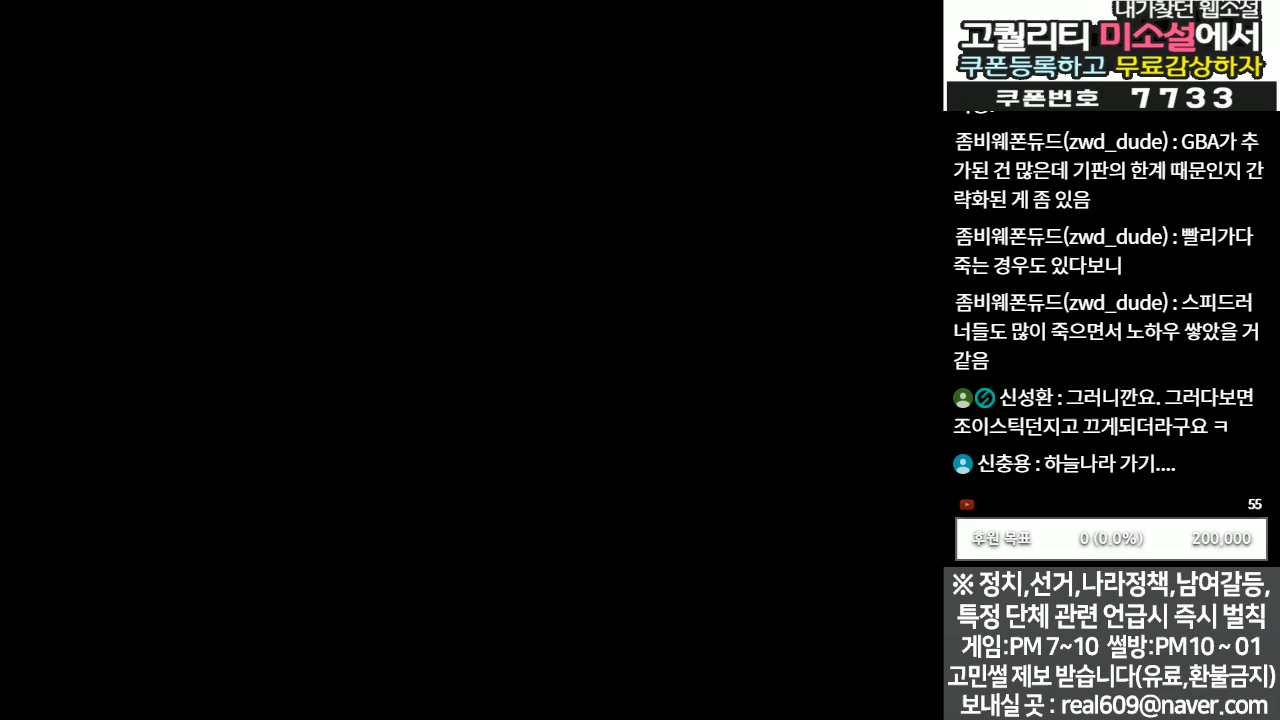 내가찾던 웹소설
고퀄리티 미소설에서
쿠폰등록하고 무료감상하자
쿠폰번호 7733
좀비웨폰듀드(zwd_dude) : GBA가 추
가된 건 많은데 기판의 한계 때문인지 간
략화된 게 좀 있음
좀비웨폰듀드(zwd_dude) : 빨리가다
죽는 경우도 있다보니
좀비웨폰듀드(zwd_dude) : 스피드러
너들도 많이 죽으면서 노하우 쌓았을 거
같음
신성환 : 그러니깐요. 그러다보면
조이스틱던지고 끄게되더라구요 ㅋ
신충용 : 하늘나라 가기....
55
후원 목표 0 (0.0%) 200,000
※ 정치,선거,나라정책,남여갈등,
특정 단체 관련 언급시 즉시 벌칙
게임:PM 7~10 썰방:PM10 ~ 01
고민썰 제보 받습니다(유료,환불금지)
보내실 곳 : real609@naver.com